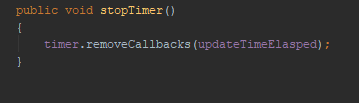 public void stopTimer()
{
    timer.removeCallbacks(updateTimeElasped);
}